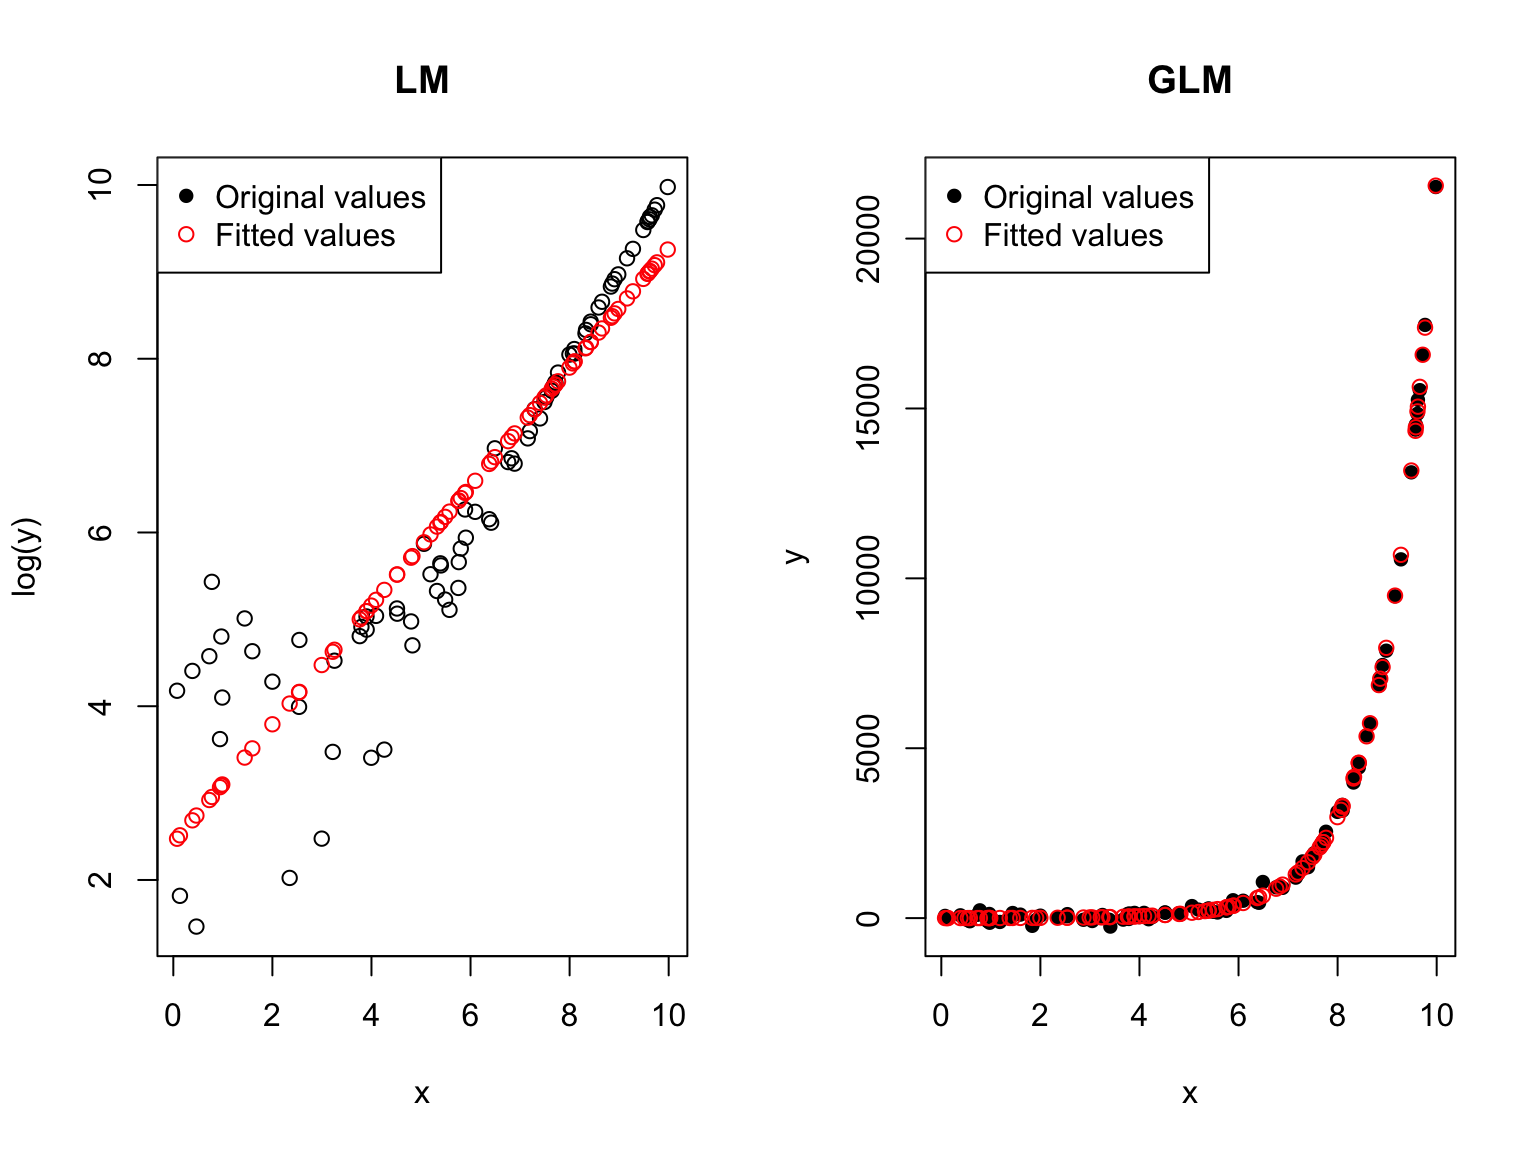 LM
Original values
Fitted values
10
8
6
4
2
log(y)
0 2 4 6 8 10
x
GLM
Original values
Fitted values
20000
15000
10000
5000
0
y
0 2 4 6 8 10
x